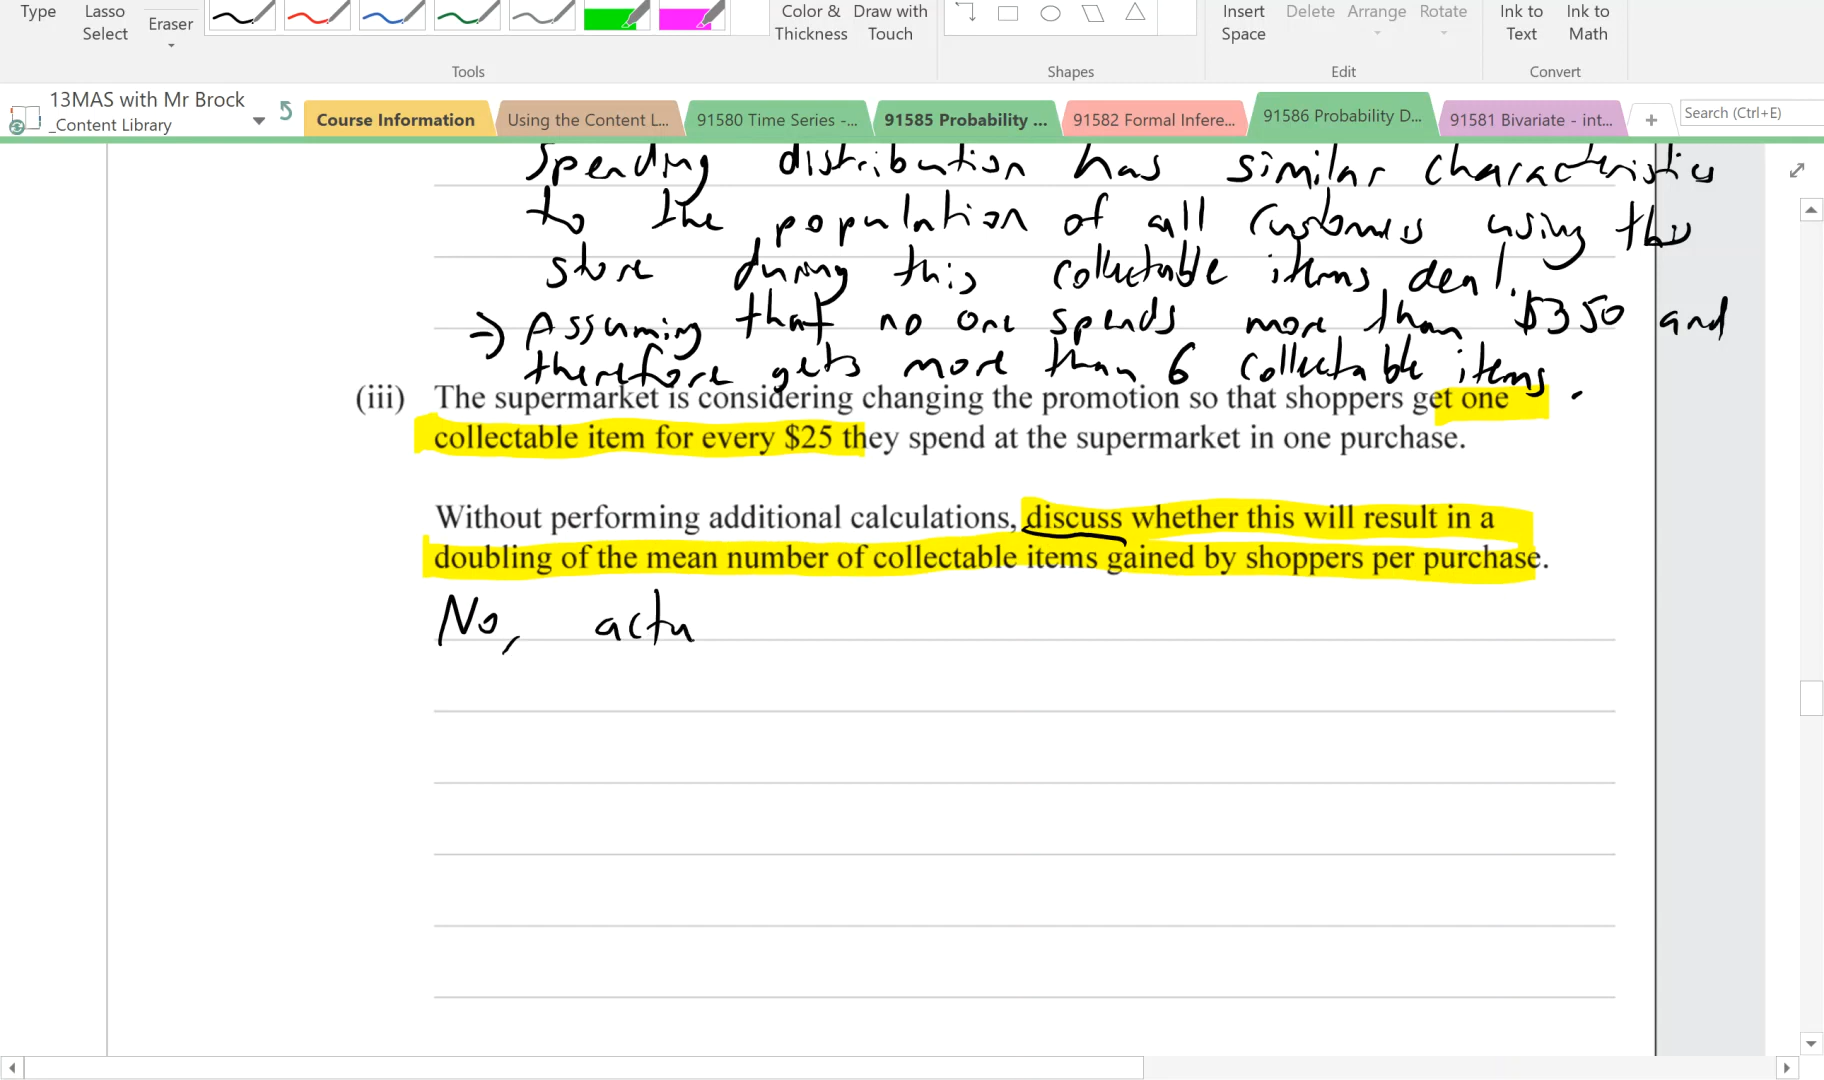 Type
Lasso
Select
Eraser
Color &
Thickness
Draw with
Touch
Insert
Space
Delete
Arrange
Rotate
Ink to
Text
Ink to
Math
Tools
Shapes
Edit
Convert
13MAS with Mr Brock
_Content Library
Course Information
Using the Content L...
91580 Time Series -...
91585 Probability ...
91582 Formal Infere...
91586 Probability D...
91581 Bivariate - int...
+
Search (Ctrl+E)
Spending distribution has similar characteristics
to the population of all customers using this
store during this collectable items deal.
→ Assuming that no one spends more than $350 and
therefore gets more than 6 collectable items.
(iii) The supermarket is considering changing the promotion so that shoppers get one
collectable item for every $25 they spend at the supermarket in one purchase.
Without performing additional calculations, discuss whether this will result in a
doubling of the mean number of collectable items gained by shoppers per purchase.
No, actu